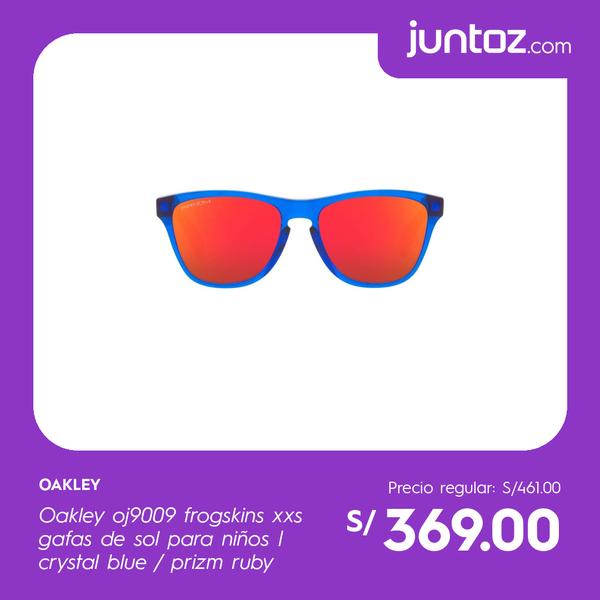 juntoz.com
OAKLEY
Oakley oj9009 frogskins xxs
gafas de sol para niños |
crystal blue / prizm ruby
Precio regular: S/461.00
S/ 369.00